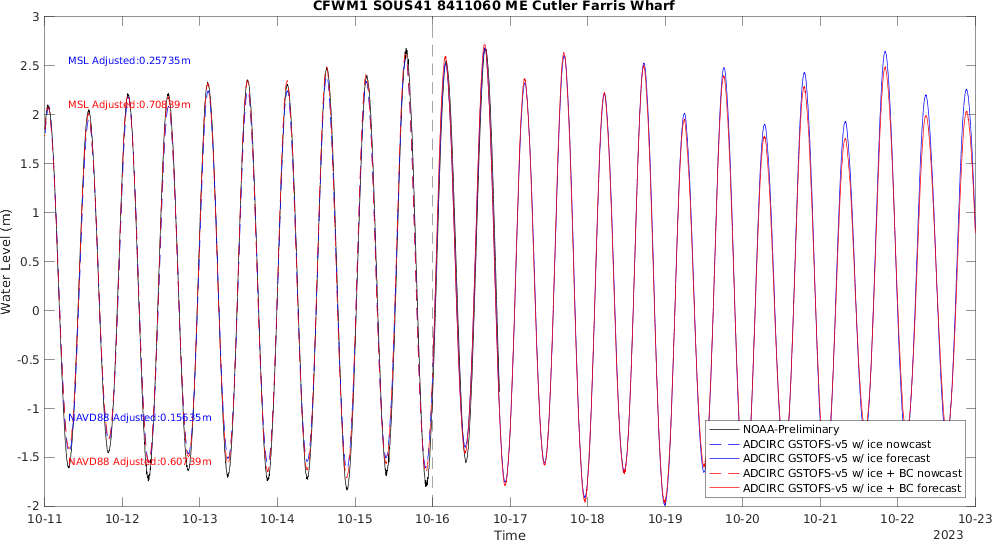 CFWM1 SOUS41 8411060 ME Cutler Farris Wharf
3
2.5
2
1.5
1
0.5
0
-0.5
-1
-1.5
-2
Water Level (m)
MSL Adjusted:0.25735m
MSL Adjusted:0.70839m
NAVD88 Adjusted:0.15635m
NAVD88 Adjusted:0.60739m
NOAA-Preliminary
ADCIRC GSTOFS-v5 w/ ice nowcast
ADCIRC GSTOFS-v5 w/ ice forecast
ADCIRC GSTOFS-v5 w/ ice + BC nowcast
ADCIRC GSTOFS-v5 w/ ice + BC forecast
10-11 10-12 10-13 10-14 10-15 10-16 10-17 10-18 10-19 10-20 10-21 10-22 10-23
Time
2023